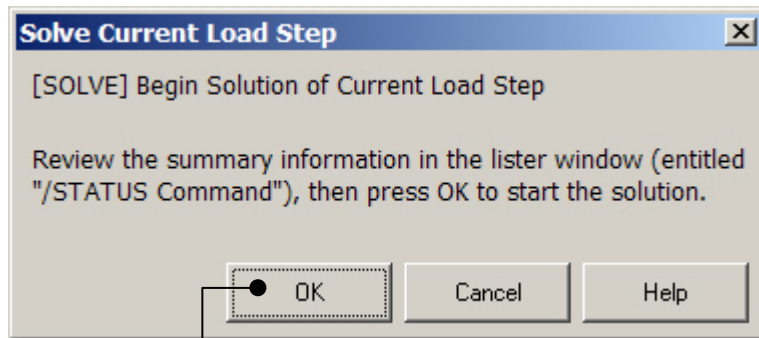 Solve Current Load Step
[SOLVE] Begin Solution of Current Load Step
Review the summary information in the lister window (entitled
"/STATUS Command"), then press OK to start the solution.
OK Cancel Help